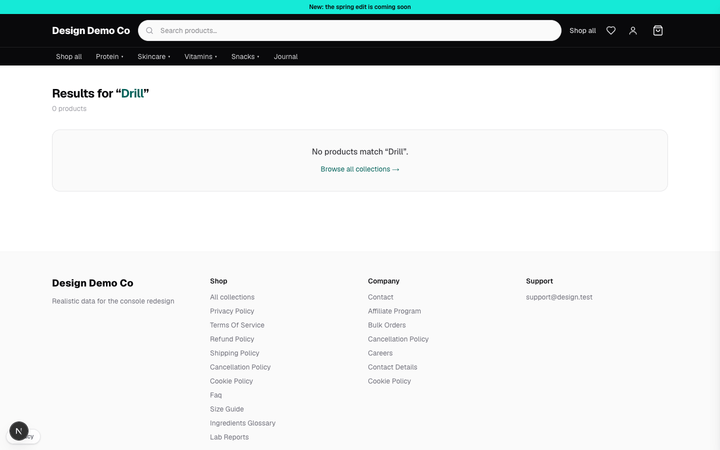 New: the spring edit is coming soon
Design Demo Co
Search products...
Shop all
Shop all
Protein
Skincare
Vitamins
Snacks
Journal
Results for “Drill”
0 products
No products match “Drill”.
Browse all collections →
Design Demo Co
Realistic data for the console redesign
Shop
All collections
Privacy Policy
Terms Of Service
Refund Policy
Shipping Policy
Cancellation Policy
Cookie Policy
Faq
Size Guide
Ingredients Glossary
Lab Reports
Company
Contact
Affiliate Program
Bulk Orders
Cancellation Policy
Careers
Contact Details
Cookie Policy
Support
support@design.test
N